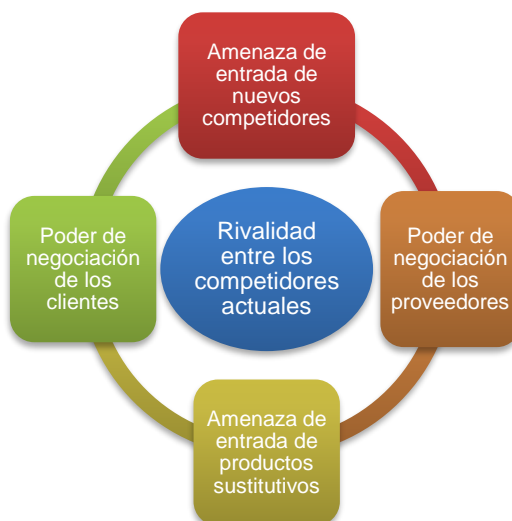 Amenaza de
entrada de
nuevos
competidores
Poder de
negociación
de los
clientes
Rivalidad
entre los
competidores
actuales
Poder de
negociación
de los
proveedores
Amenaza de
entrada de
productos
sustitutivos